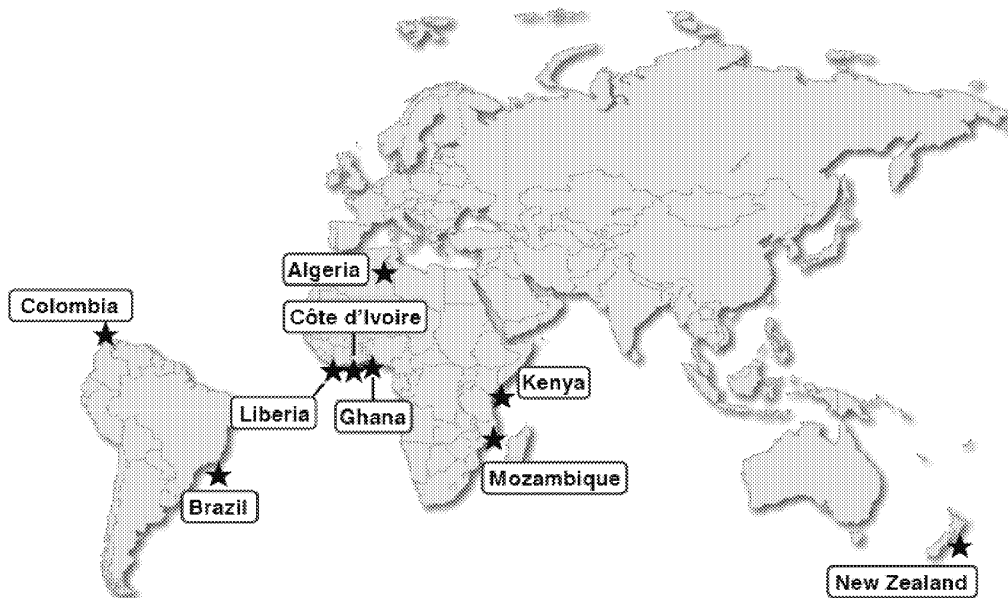 Algeria
Colombia
Côte d'Ivoire
Kenya
Liberia
Ghana
Mozambique
Brazil
New Zealand